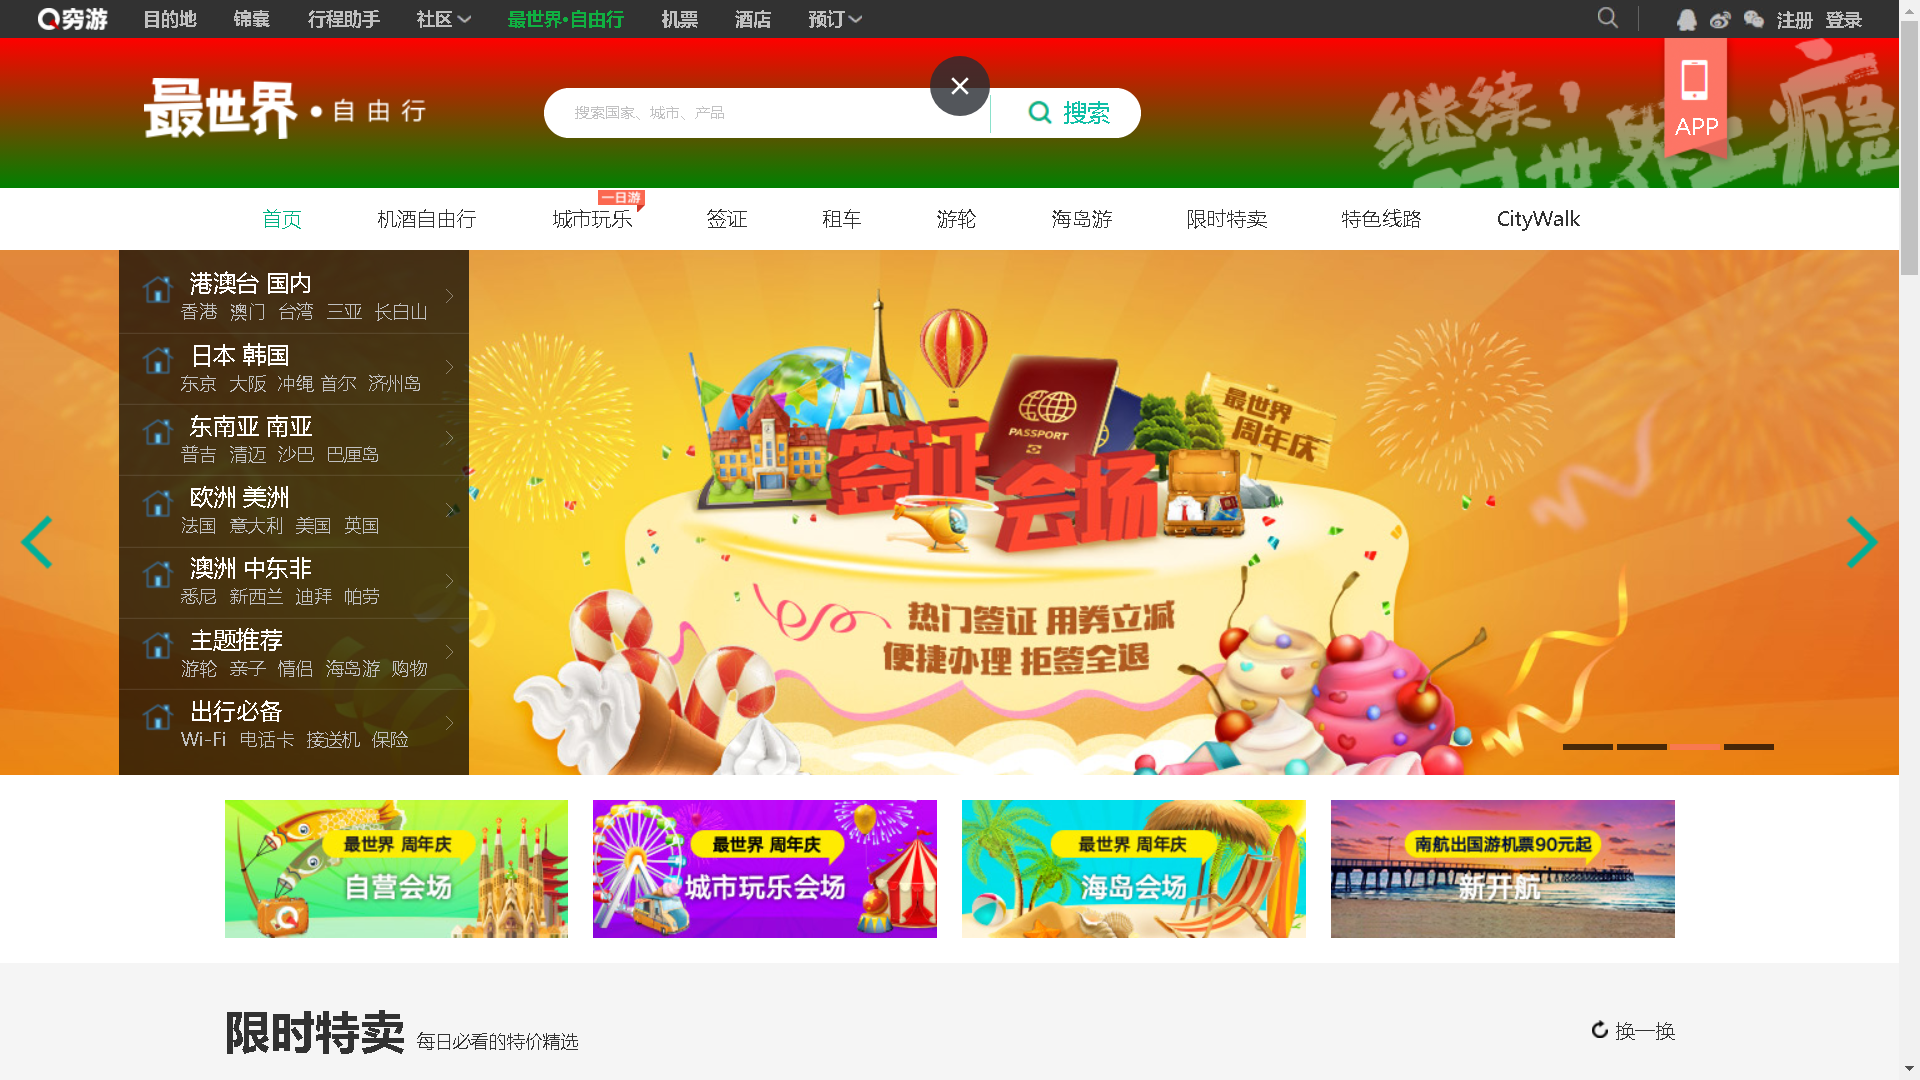 穷游 目的地 锦囊 行程助手 社区 最世界•自由行 机票 酒店 预订 注册 登录
最世界•自由行
搜索国家、城市、产品
搜索
继续,
对世界上瘾
APP
一日游
首页 机酒自由行 城市玩乐 签证 租车 游轮 海岛游 限时特卖 特色线路 CityWalk
港澳台 国内
香港 澳门 台湾 三亚 长白山
日本 韩国
东京 大阪 冲绳 首尔 济州岛
东南亚 南亚
普吉 清迈 沙巴 巴厘岛
欧洲 美洲
法国 意大利 美国 英国
澳洲 中东非
悉尼 新西兰 迪拜 帕劳
主题推荐
游轮 亲子 情侣 海岛游 购物
出行必备
Wi-Fi 电话卡 接送机 保险
PASSPORT
最世界
周年庆
签证会场
热门签证 用券立减
便捷办理 拒签全退
最世界 周年庆
自营会场
最世界 周年庆
城市玩乐会场
最世界 周年庆
海岛会场
南航出国游机票90元起
新开航
限时特卖 每日必看的特价精选
换一换